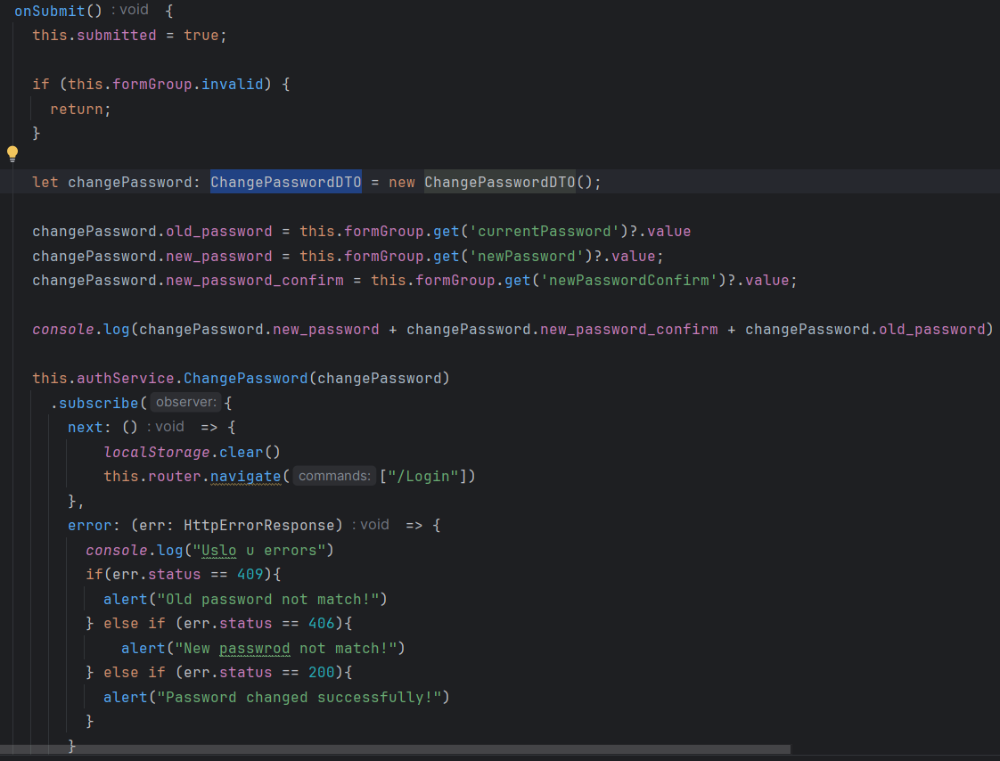 onSubmit() : void {
this.submitted = true;
if (this.formGroup.invalid) {
return;
}
let changePassword: ChangePasswordDTO = new ChangePasswordDTO();
changePassword.old_password = this.formGroup.get('currentPassword')?.value
changePassword.new_password = this.formGroup.get('newPassword')?.value;
changePassword.new_password_confirm = this.formGroup.get('newPasswordConfirm')?.value;
console.log(changePassword.new_password + changePassword.new_password_confirm + changePassword.old_password)
this.authService.ChangePassword(changePassword)
.subscribe( observer: {
next: () : void => {
localStorage.clear()
this.router.navigate( commands: ["/Login"])
},
error: (err: HttpErrorResponse) : void => {
console.log("Uslo u errors")
if(err.status == 409){
alert("Old password not match!")
} else if (err.status == 406){
alert("New passwrod not match!")
} else if (err.status == 200){
alert("Password changed successfully!")
}
}